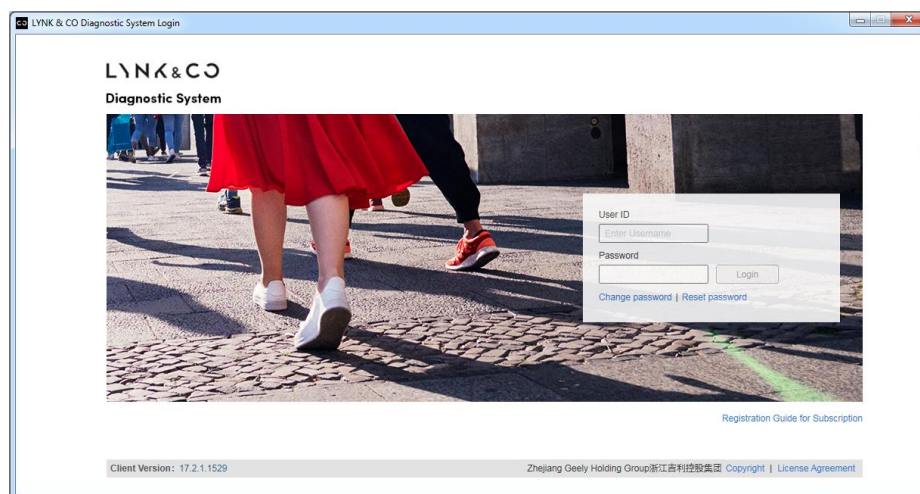 LYNK & CO Diagnostic System Login
LYNK&CO
Diagnostic System
User ID
Enter Username
Password
Login
Change password | Reset password
Registration Guide for Subscription
Client Version: 17.2.1.1529
Zhejiang Geely Holding Group浙江吉利控股集团 Copyright | License Agreement